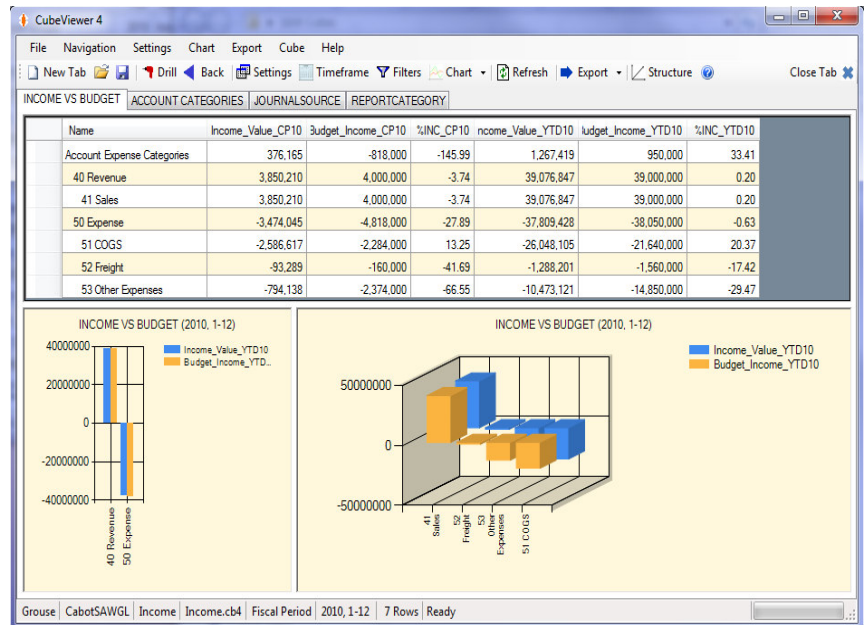 CubeViewer 4
File Navigation Settings Chart Export Cube Help
New Tab Drill Back Settings Timeframe Filters Chart Refresh Export Structure Close Tab
INCOME VS BUDGET ACCOUNT CATEGORIES JOURNALSOURCE REPORTCATEGORY
Name Income_Value_CP10 Budget_Income_CP10 %INC_CP10 ncome_Value_YTD10 udget_Income_YTD10 %INC_YTD10
Account Expense Categories 376,165 -818,000 -145.99 1,267,419 950,000 33.41
40 Revenue 3,850,210 4,000,000 -3.74 39,076,847 39,000,000 0.20
41 Sales 3,850,210 4,000,000 -3.74 39,076,847 39,000,000 0.20
50 Expense -3,474,045 -4,818,000 -27.89 -37,809,428 -38,050,000 -0.63
51 COGS -2,586,617 -2,284,000 13.25 -26,048,105 -21,640,000 20.37
52 Freight -93,289 -160,000 -41.69 -1,288,201 -1,560,000 -17.42
53 Other Expenses -794,138 -2,374,000 -66.55 -10,473,121 -14,850,000 -29.47
INCOME VS BUDGET (2010, 1-12)
Income_Value_YTD10
Budget_Income_YTD..
40000000
20000000
0
-20000000
-40000000
40 Revenue
50 Expense
INCOME VS BUDGET (2010, 1-12)
Income_Value_YTD10
Budget_Income_YTD10
50000000
0
-50000000
41
Sales
52
Freight
53
Other
Expenses
51 COGS
Grouse CabotSAWGL Income Income.cb4 Fiscal Period 2010, 1-12 7 Rows Ready